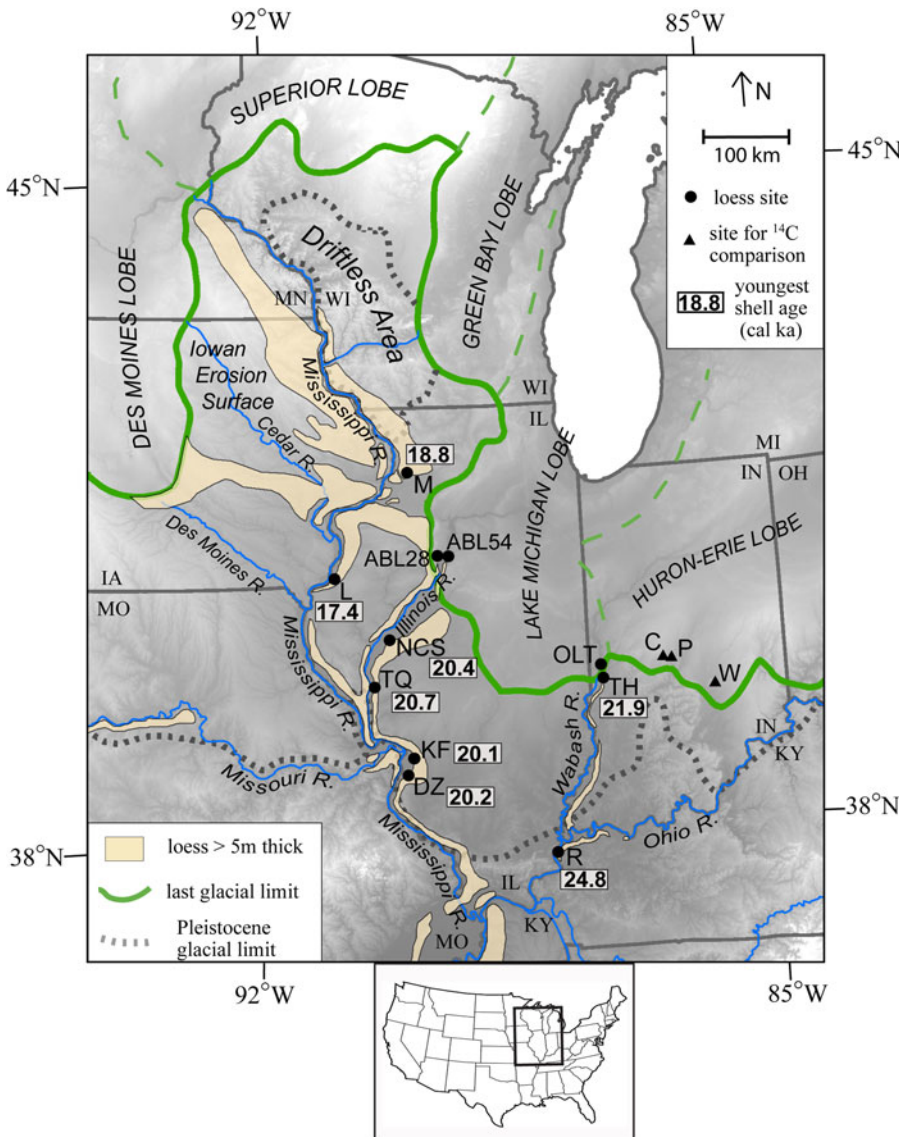 92°W
85°W
N
100 km
loess site
site for ¹⁴C
comparison
18.8
youngest
shell age
(cal ka)
45°N
45°N
SUPERIOR LOBE
GREEN BAY LOBE
DES MOINES LOBE
Driftless Area
MN
WI
Iowan
Erosion
Surface
Cedar R.
Mississippi R.
WI
IL
MI
IN
OH
LAKE MICHIGAN LOBE
HURON-ERIE LOBE
18.8
M
Des Moines R.
ABL28
ABL54
IA
MO
L
17.4
Illinois R.
NCS
20.4
Mississippi R.
TQ
20.7
OLT
C
P
W
TH
21.9
Wabash R.
IN
KY
KF
20.1
DZ
20.2
Missouri R.
Mississippi R.
Ohio R.
38°N
38°N
R
24.8
IL
KY
MO
loess > 5m thick
last glacial limit
Pleistocene
glacial limit
92°W
85°W